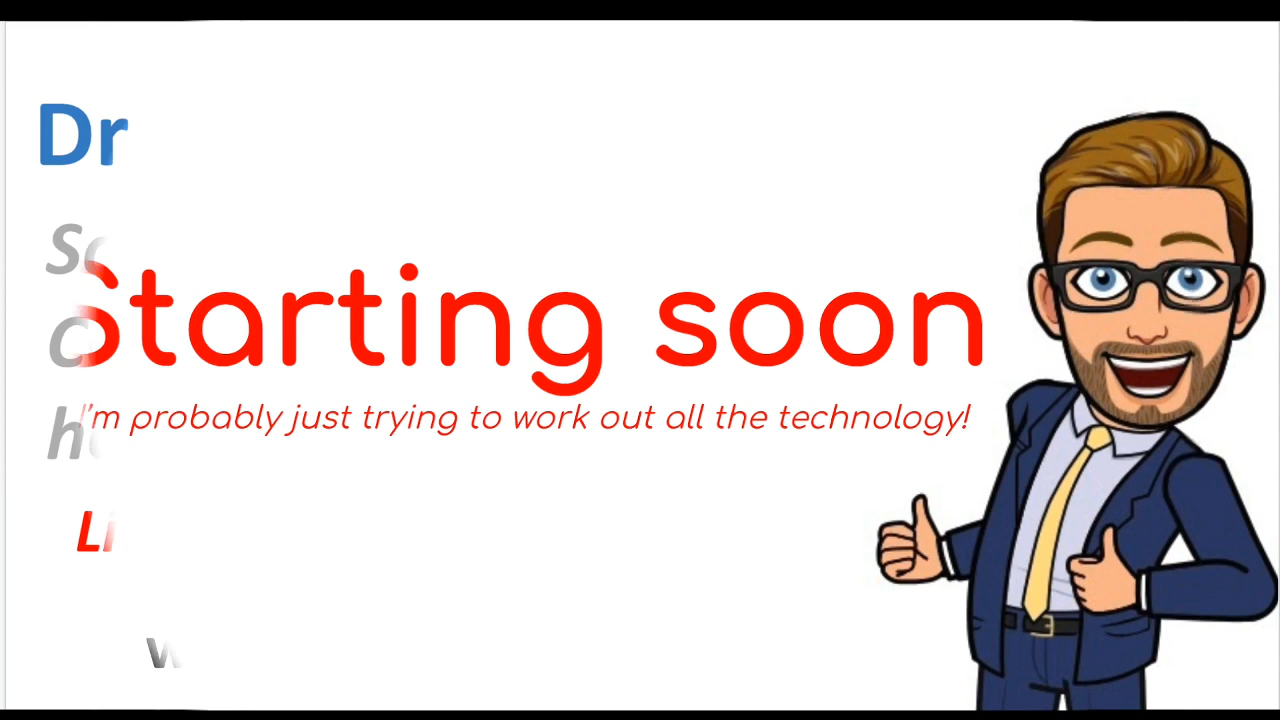 Dr
Starting soon
I'm probably just trying to work out all the technology!